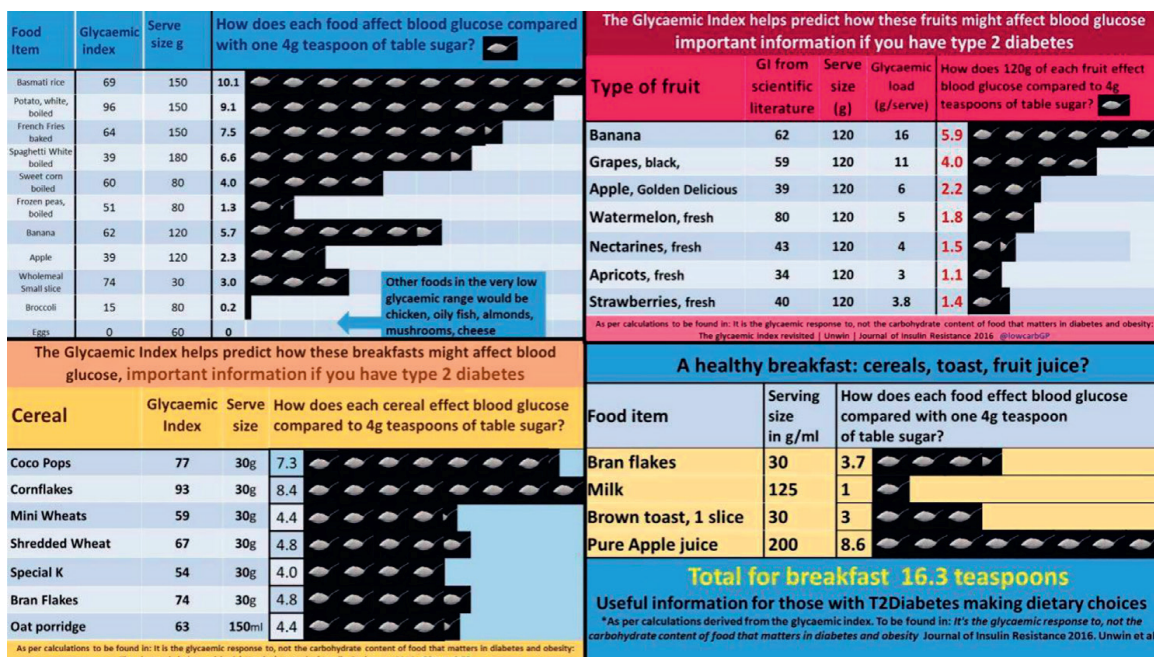 Food Item Glycaemic index Serve size g How does each food affect blood glucose compared with one 4g teaspoon of table sugar?
Basmati rice 69 150 10.1
Potato, white, boiled 96 150 9.1
French Fries baked 64 150 7.5
Spaghetti White boiled 39 180 6.6
Sweet corn boiled 60 80 4.0
Frozen peas, boiled 51 80 1.3
Banana 62 120 5.7
Apple 39 120 2.3
Wholemeal Small slice 74 30 3.0
Broccoli 15 80 0.2
Eggs 0 60 0
Other foods in the very low
glycaemic range would be
chicken, oily fish, almonds,
mushrooms, cheese
The Glycaemic Index helps predict how these fruits might affect blood glucose
important information if you have type 2 diabetes
Type of fruit GI from scientific literature Serve size (g) Glycaemic load (g/serve) How does 120g of each fruit effect blood glucose compared to 4g teaspoons of table sugar?
Banana 62 120 16 5.9
Grapes, black, 59 120 11 4.0
Apple, Golden Delicious 39 120 6 2.2
Watermelon, fresh 80 120 5 1.8
Nectarines, fresh 43 120 4 1.5
Apricots, fresh 34 120 3 1.1
Strawberries, fresh 40 120 3.8 1.4
As per calculations to be found in: It is the glycaemic response to, not the carbohydrate content of food that matters in diabetes and obesity:
The glycaemic index revisited | Unwin | Journal of Insulin Resistance 2016 @lowcarbGP
The Glycaemic Index helps predict how these breakfasts might affect blood
glucose, important information if you have type 2 diabetes
Cereal Glycaemic Index Serve size How does each cereal effect blood glucose compared to 4g teaspoons of table sugar?
Coco Pops 77 30g 7.3
Cornflakes 93 30g 8.4
Mini Wheats 59 30g 4.4
Shredded Wheat 67 30g 4.8
Special K 54 30g 4.0
Bran Flakes 74 30g 4.8
Oat porridge 63 150ml 4.4
As per calculations to be found in: It is the glycaemic response to, not the carbohydrate content of food that matters in diabetes and obesity:
A healthy breakfast: cereals, toast, fruit juice?
Food item Serving size in g/ml How does each food effect blood glucose compared with one 4g teaspoon of table sugar?
Bran flakes 30 3.7
Milk 125 1
Brown toast, 1 slice 30 3
Pure Apple juice 200 8.6
Total for breakfast 16.3 teaspoons
Useful information for those with T2Diabetes making dietary choices
*As per calculations derived from the glycaemic index. To be found in: It's the glycaemic response to, not the
carbohydrate content of food that matters in diabetes and obesity Journal of Insulin Resistance 2016. Unwin et al